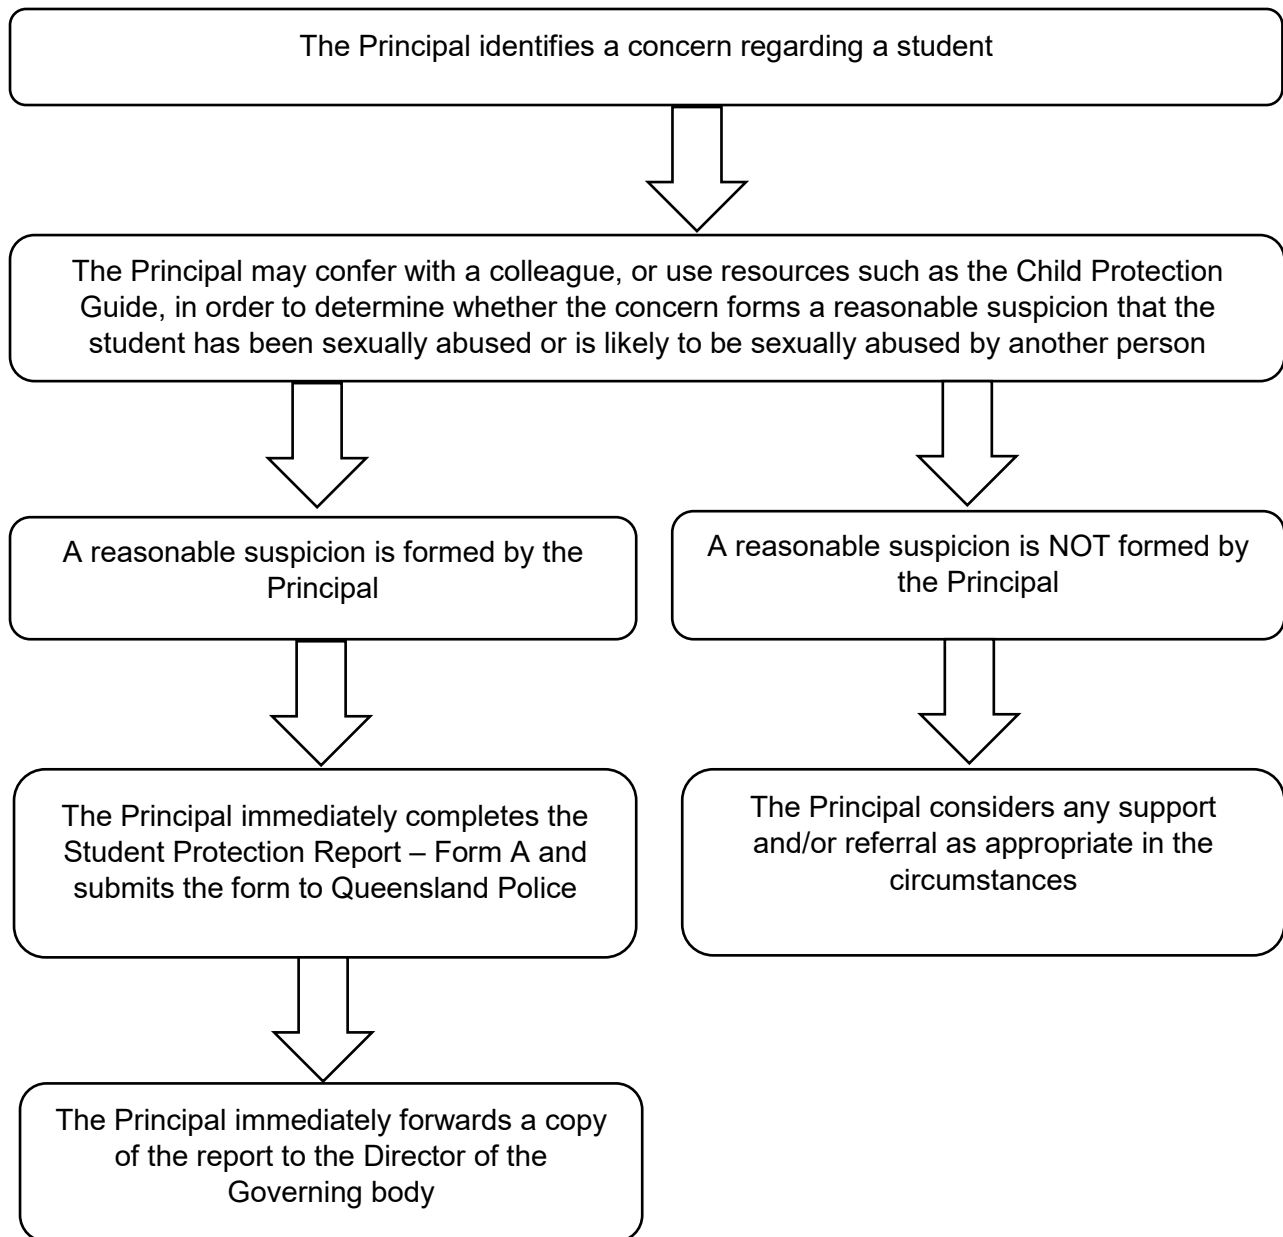 The Principal identifies a concern regarding a student
The Principal may confer with a colleague, or use resources such as the Child Protection
Guide, in order to determine whether the concern forms a reasonable suspicion that the
student has been sexually abused or is likely to be sexually abused by another person
A reasonable suspicion is formed by the
Principal
A reasonable suspicion is NOT formed by
the Principal
The Principal immediately completes the
Student Protection Report – Form A and
submits the form to Queensland Police
The Principal considers any support
and/or referral as appropriate in the
circumstances
The Principal immediately forwards a copy
of the report to the Director of the
Governing body